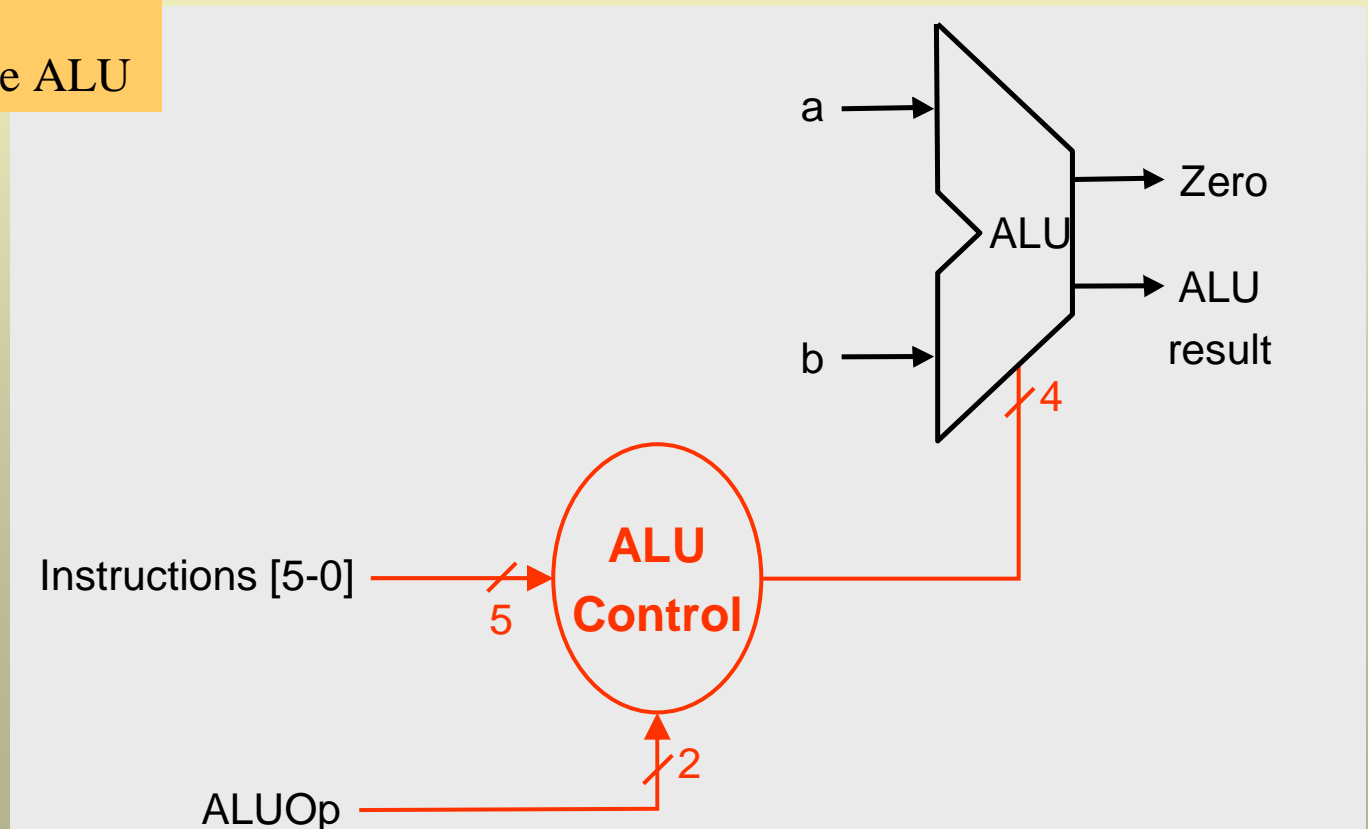 e ALU
a
Zero
ALU
ALU
result
b
4
ALU
Control
Instructions [5-0]
5
2
ALUOp